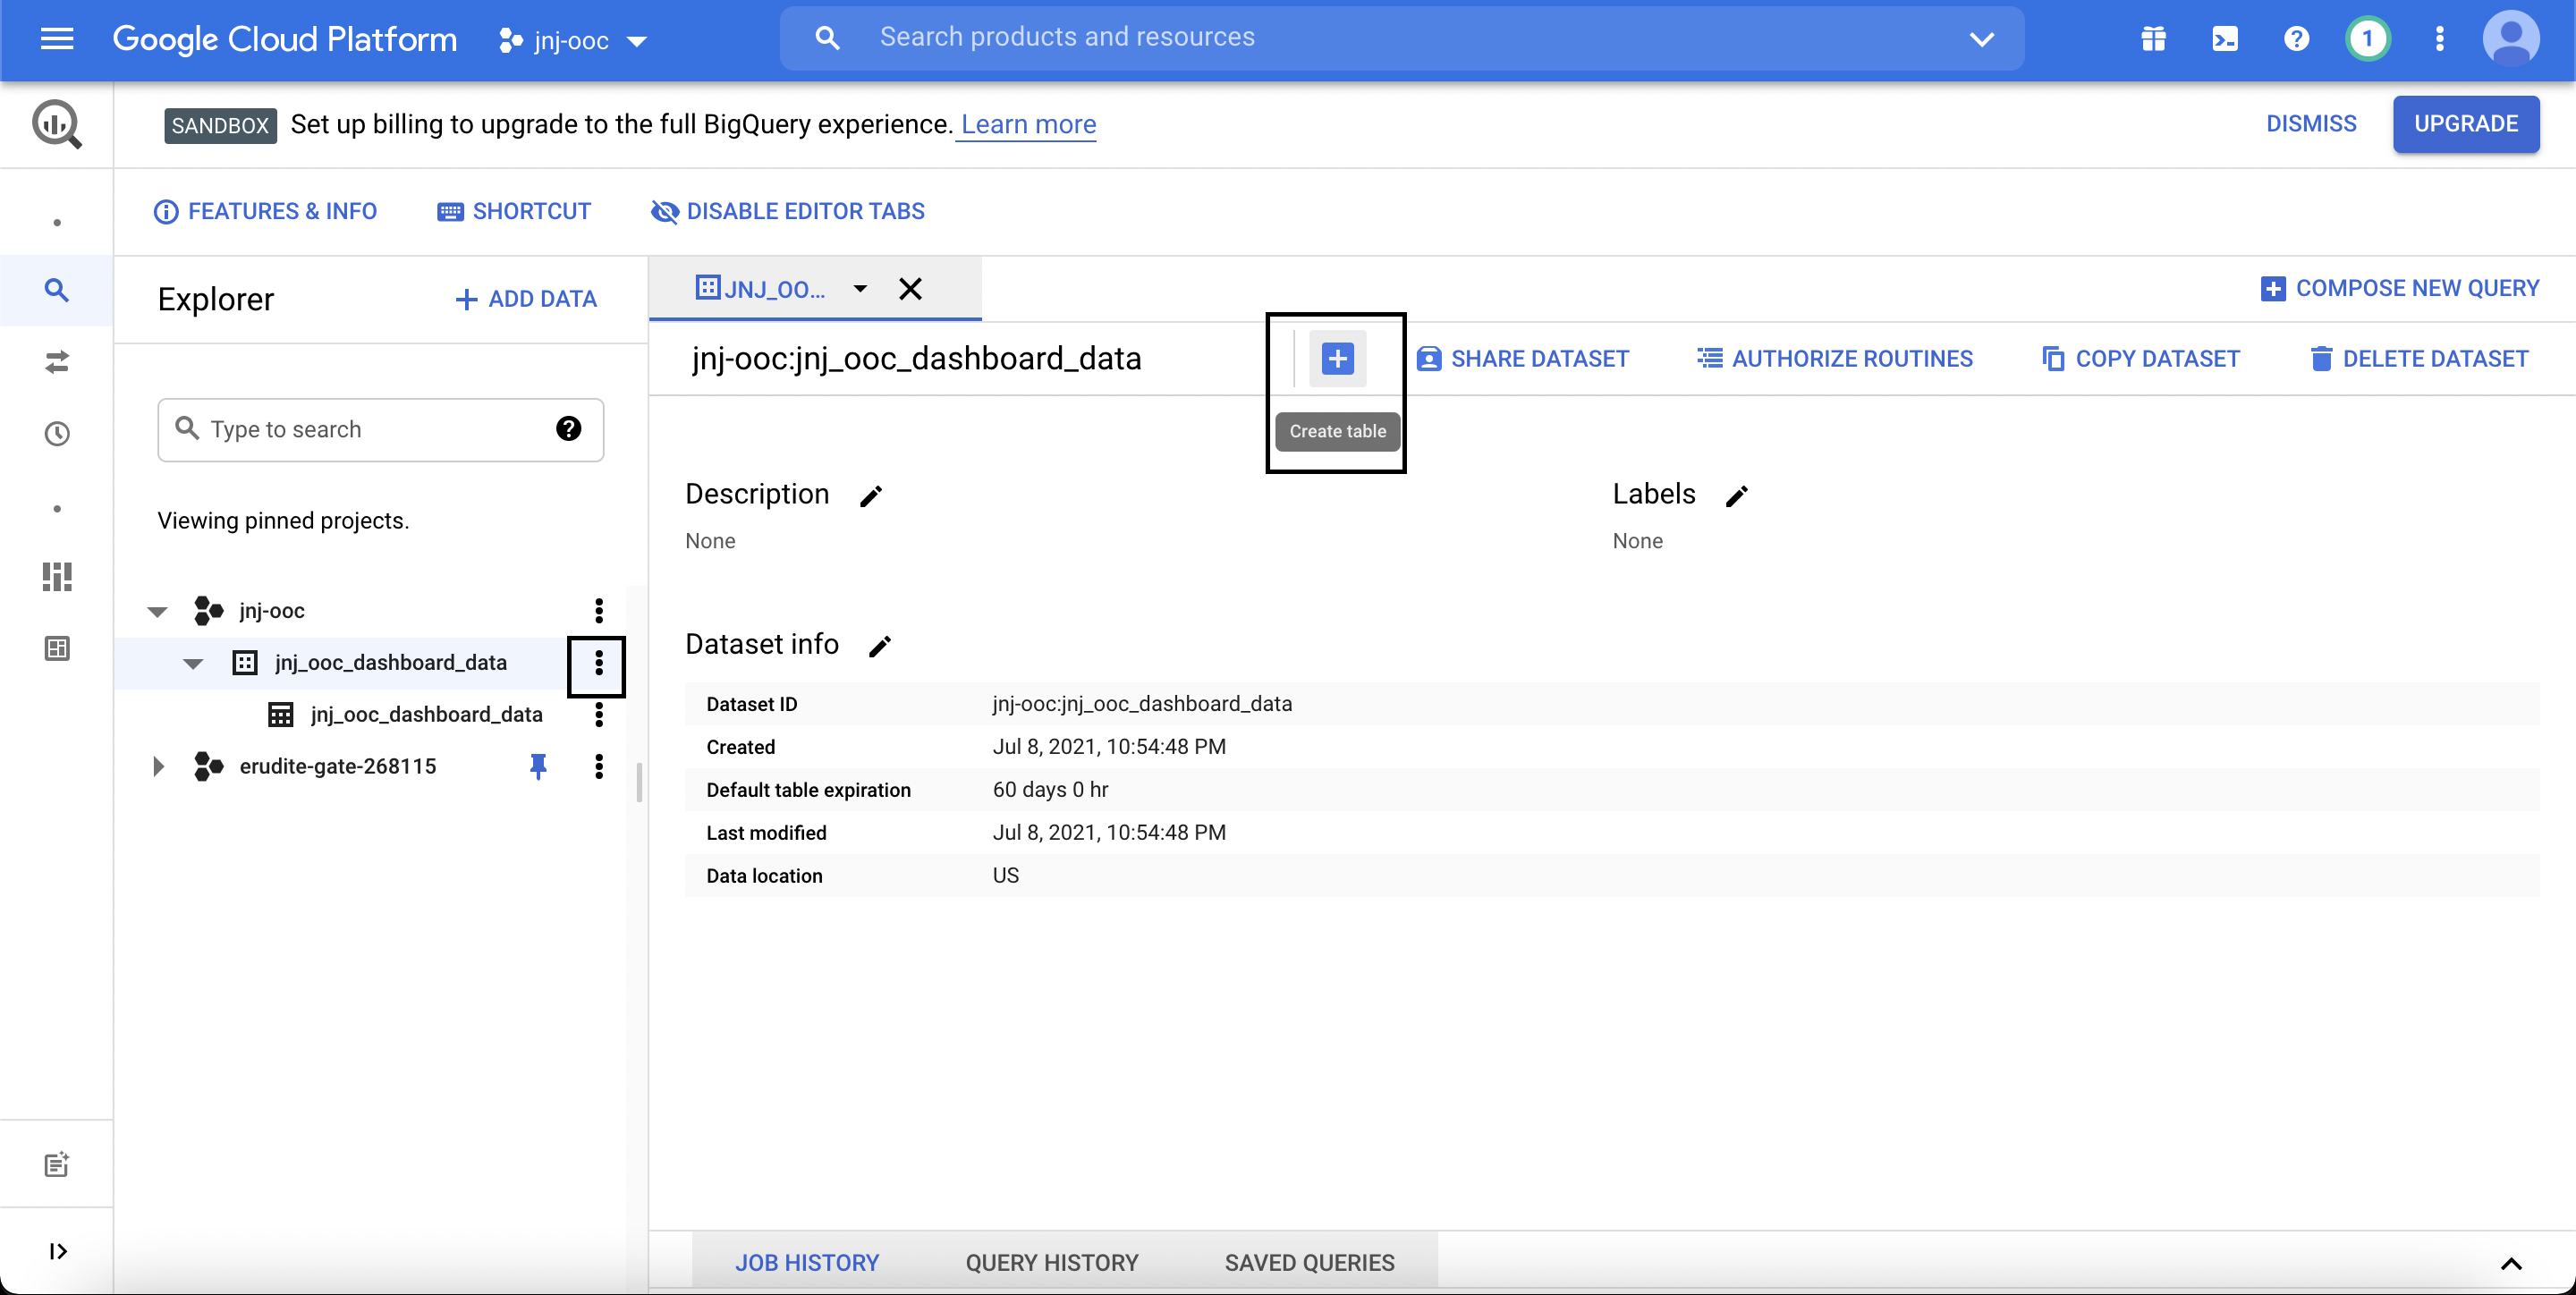 Google Cloud Platform jnj-ooc Search products and resources 1
SANDBOX Set up billing to upgrade to the full BigQuery experience. Learn more DISMISS UPGRADE
FEATURES & INFO SHORTCUT DISABLE EDITOR TABS
Explorer ADD DATA
Type to search
Viewing pinned projects.
jnj-ooc
jnj_ooc_dashboard_data
jnj_ooc_dashboard_data
erudite-gate-268115
JNJ_OO... COMPOSE NEW QUERY
jnj-ooc:jnj_ooc_dashboard_data SHARE DATASET AUTHORIZE ROUTINES COPY DATASET DELETE DATASET
Create table
Description Labels
None None
Dataset info
Dataset ID jnj-ooc:jnj_ooc_dashboard_data
Created Jul 8, 2021, 10:54:48 PM
Default table expiration 60 days 0 hr
Last modified Jul 8, 2021, 10:54:48 PM
Data location US
JOB HISTORY QUERY HISTORY SAVED QUERIES